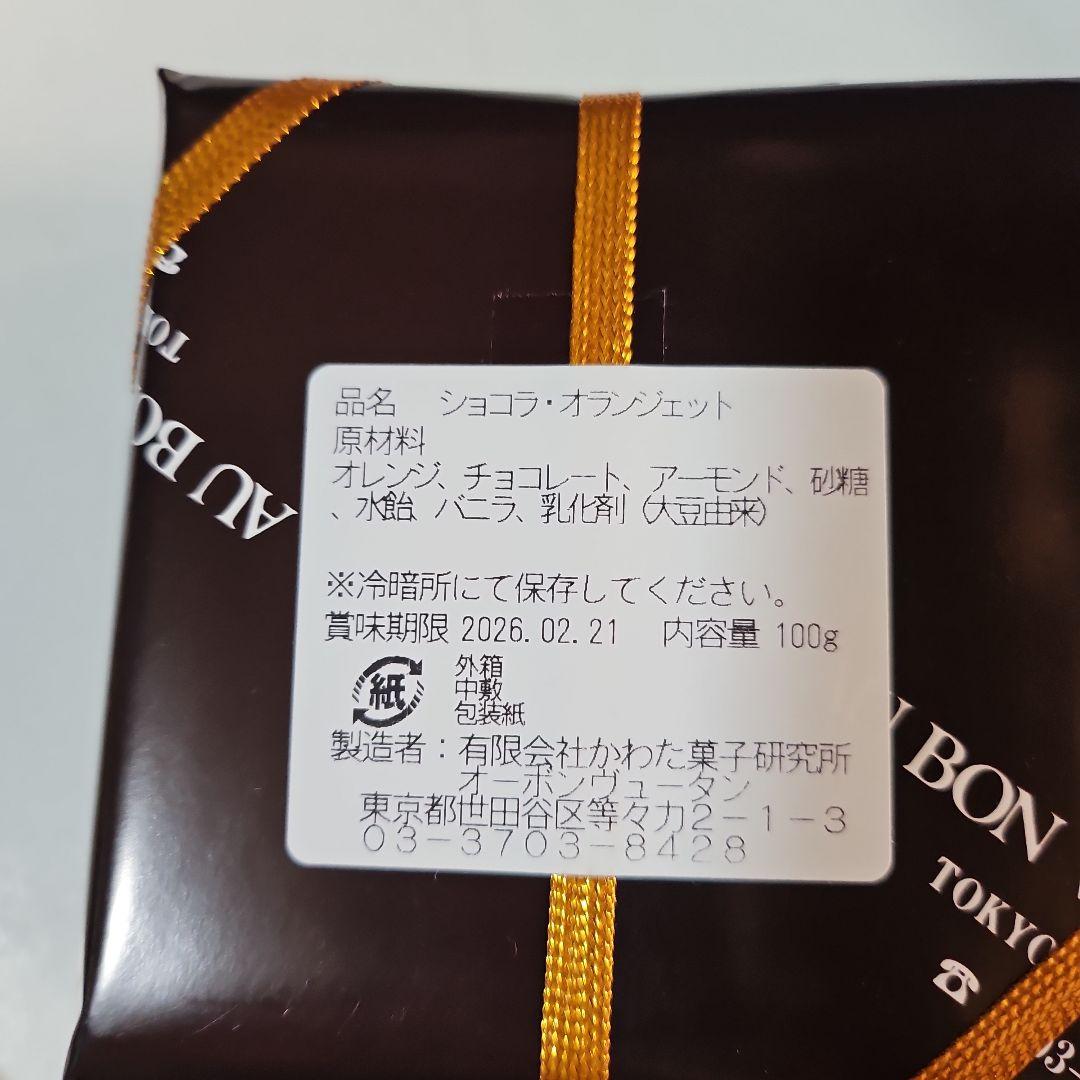 TOKYO
AU BO
品名 ショコラ・オランジェット
原材料
オレンジ、チョコレート、アーモンド、砂糖
、水飴、バニラ、乳化剤（大豆由来）
※冷暗所にて保存してください。
賞味期限 2026.02.21 内容量 100g
紙
外箱
中敷
包装紙
製造者：有限会社かわた菓子研究所
オーボンヴュータン
東京都世田谷区等々力2－1－3
03－3703－8428
BON
TOKYO
☎